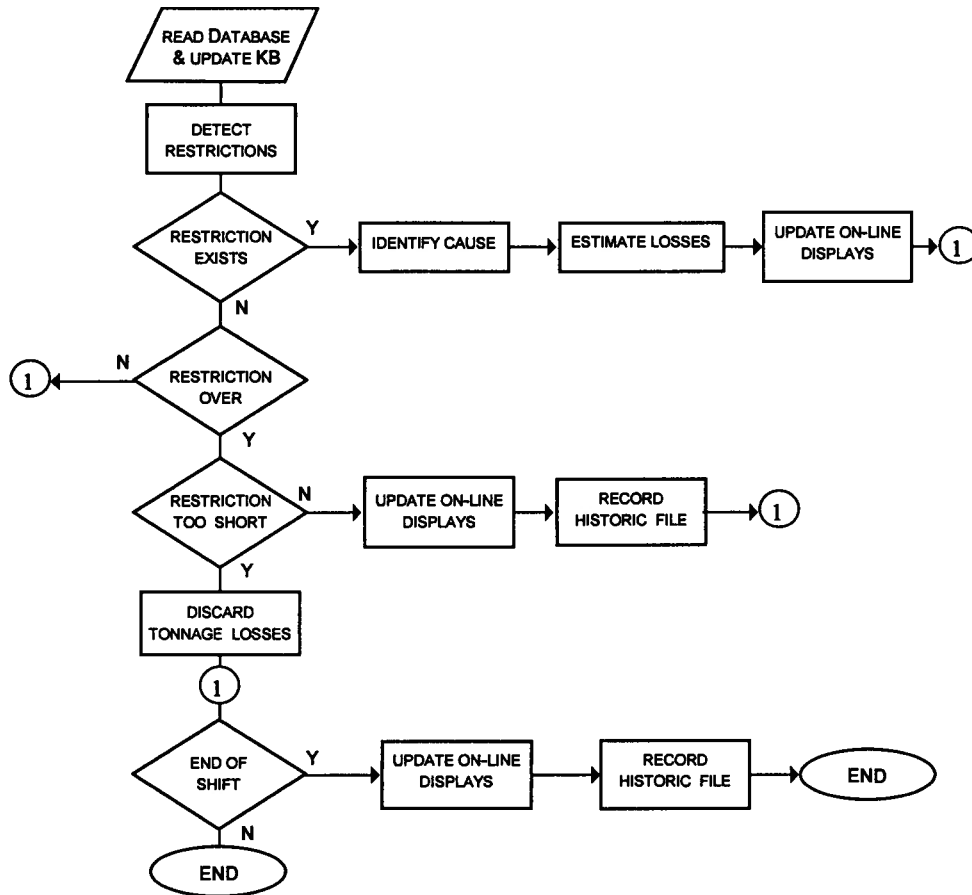 READ DATABASE
& UPDATE KB
DETECT
RESTRICTIONS
RESTRICTION
EXISTS
Y
IDENTIFY CAUSE
ESTIMATE LOSSES
UPDATE ON-LINE
DISPLAYS
1
N
RESTRICTION
OVER
N
1
Y
RESTRICTION
TOO SHORT
N
UPDATE ON-LINE
DISPLAYS
RECORD
HISTORIC FILE
1
Y
DISCARD
TONNAGE LOSSES
1
END OF
SHIFT
Y
UPDATE ON-LINE
DISPLAYS
RECORD
HISTORIC FILE
END
N
END